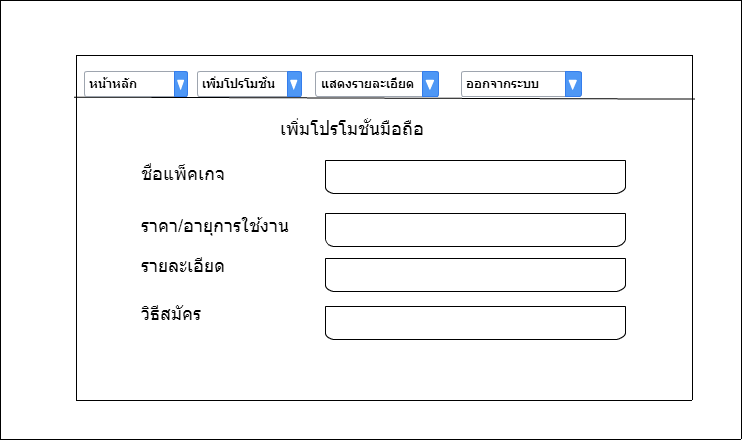 หน้าหลัก เพิ่มโปรโมชั่น แสดงรายละเอียด ออกจากระบบ
เพิ่มโปรโมชั่นมือถือ
ชื่อแพ็คเกจ
ราคา/อายุการใช้งาน
รายละเอียด
วิธีสมัคร